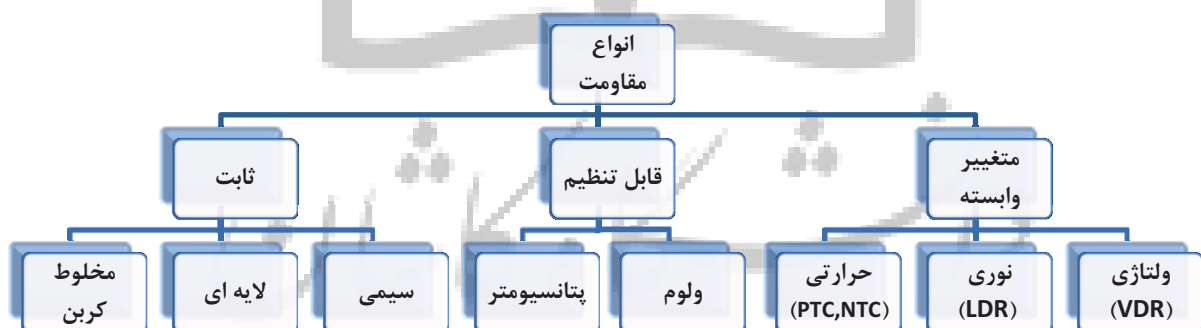 انواع
مقاومت
متغییر
وابسته
قابل تنظیم
ثابت
ولتاژی
(VDR)
نوری
(LDR)
حرارتی
(PTC,NTC)
ولوم
پتانسیومتر
سیمی
لایه ای
مخلوط
کربن